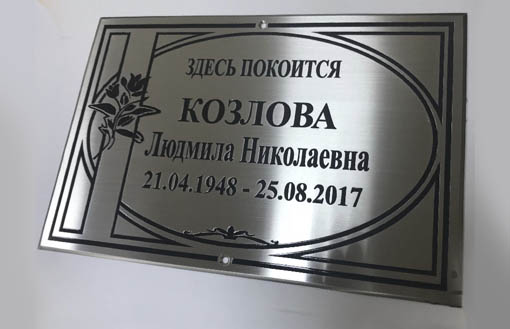 ЗДЕСЬ ПОКОИТСЯ
КОЗЛОВА
Людмила Николаевна
21.04.1948 - 25.08.2017